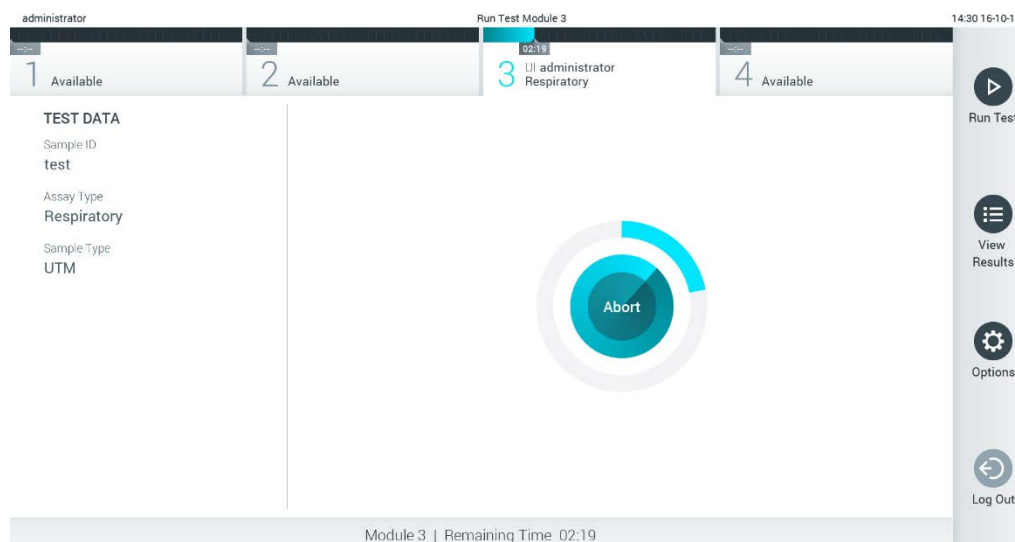 administrator
Run Test Module 3
14:30 16-10-1
--:--
--:--
02:19
--:--
1 Available
2 Available
3 UI administrator
Respiratory
4 Available
TEST DATA
Sample ID
test
Assay Type
Respiratory
Sample Type
UTM
Abort
Run Test
View
Results
Options
Log Out
Module 3 | Remaining Time 02:19